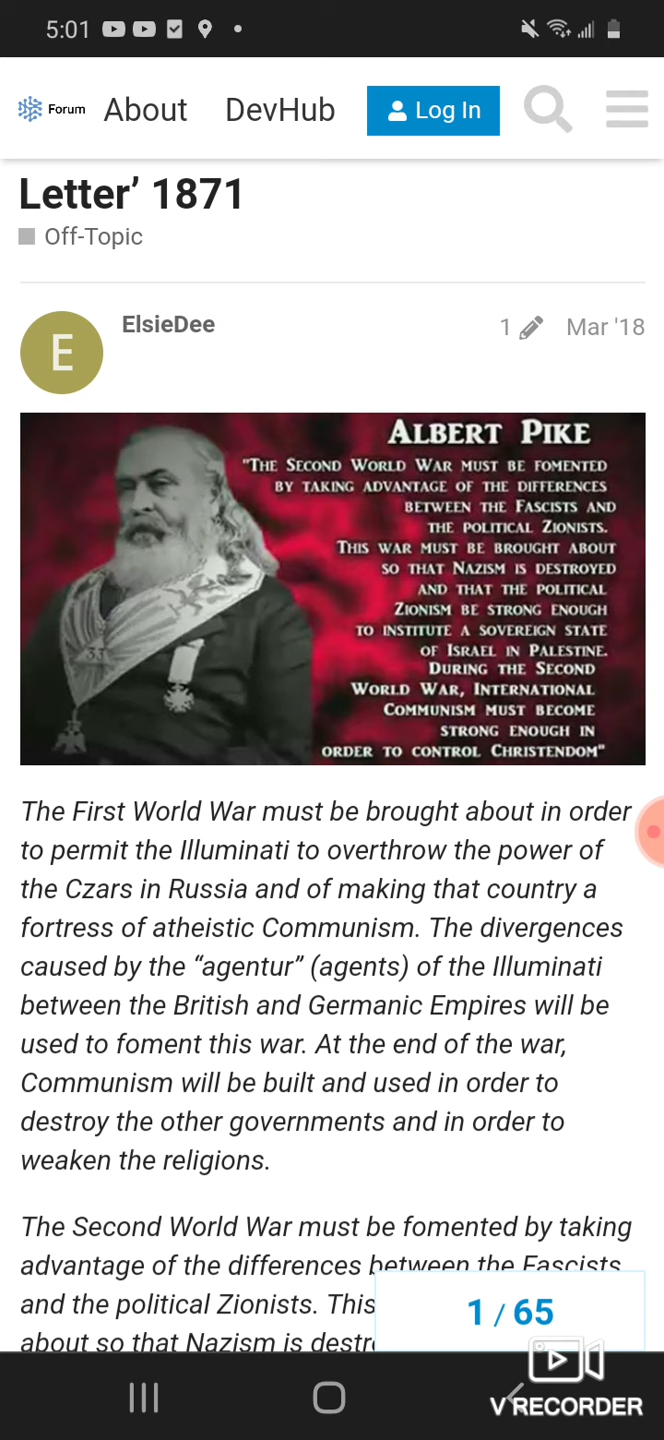 5:01
Forum About DevHub Log In
Letter’ 1871
Off-Topic
E ElsieDee 1 Mar '18
ALBERT PIKE
"THE SECOND WORLD WAR MUST BE FOMENTED
BY TAKING ADVANTAGE OF THE DIFFERENCES
BETWEEN THE FASCISTS AND
THE POLITICAL ZIONISTS.
THIS WAR MUST BE BROUGHT ABOUT
SO THAT NAZISM IS DESTROYED
AND THAT THE POLITICAL
ZIONISM BE STRONG ENOUGH
TO INSTITUTE A SOVEREIGN STATE
OF ISRAEL IN PALESTINE.
DURING THE SECOND
WORLD WAR, INTERNATIONAL
COMMUNISM MUST BECOME
STRONG ENOUGH IN
ORDER TO CONTROL CHRISTENDOM"
33
The First World War must be brought about in order
to permit the Illuminati to overthrow the power of
the Czars in Russia and of making that country a
fortress of atheistic Communism. The divergences
caused by the “agentur” (agents) of the Illuminati
between the British and Germanic Empires will be
used to foment this war. At the end of the war,
Communism will be built and used in order to
destroy the other governments and in order to
weaken the religions.
The Second World War must be fomented by taking
advantage of the differences between the Fascists
and the political Zionists. This
about so that Nazism is
1 / 65
V RECORDER